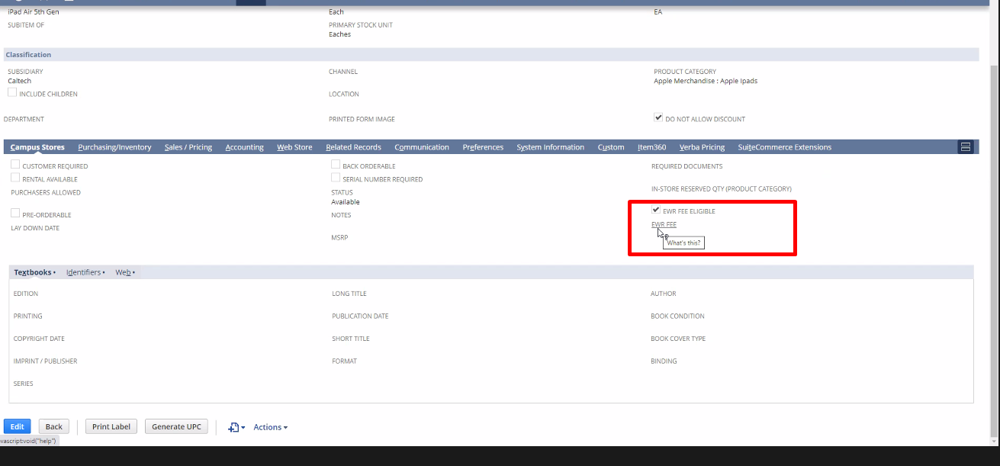 iPad Air 5th Gen Each EA
SUBITEM OF PRIMARY STOCK UNIT
Eaches
Classification
SUBSIDIARY CHANNEL PRODUCT CATEGORY
Caltech Apple Merchandise : Apple Ipads
INCLUDE CHILDREN LOCATION
DEPARTMENT PRINTED FORM IMAGE DO NOT ALLOW DISCOUNT
Campus Stores Purchasing/Inventory Sales / Pricing Accounting Web Store Related Records Communication Preferences System Information Custom Item360 Verba Pricing SuiteCommerce Extensions
CUSTOMER REQUIRED BACK ORDERABLE REQUIRED DOCUMENTS
RENTAL AVAILABLE SERIAL NUMBER REQUIRED
PURCHASERS ALLOWED STATUS IN-STORE RESERVED QTY (PRODUCT CATEGORY)
Available
PRE-ORDERABLE NOTES EWR FEE ELIGIBLE
LAY DOWN DATE EWR FEE
MSRP What's this?
Textbooks • Identifiers • Web •
EDITION LONG TITLE AUTHOR
PRINTING PUBLICATION DATE BOOK CONDITION
COPYRIGHT DATE SHORT TITLE BOOK COVER TYPE
IMPRINT / PUBLISHER FORMAT BINDING
SERIES
Edit Back Print Label Generate UPC Actions
vascript:void("help")